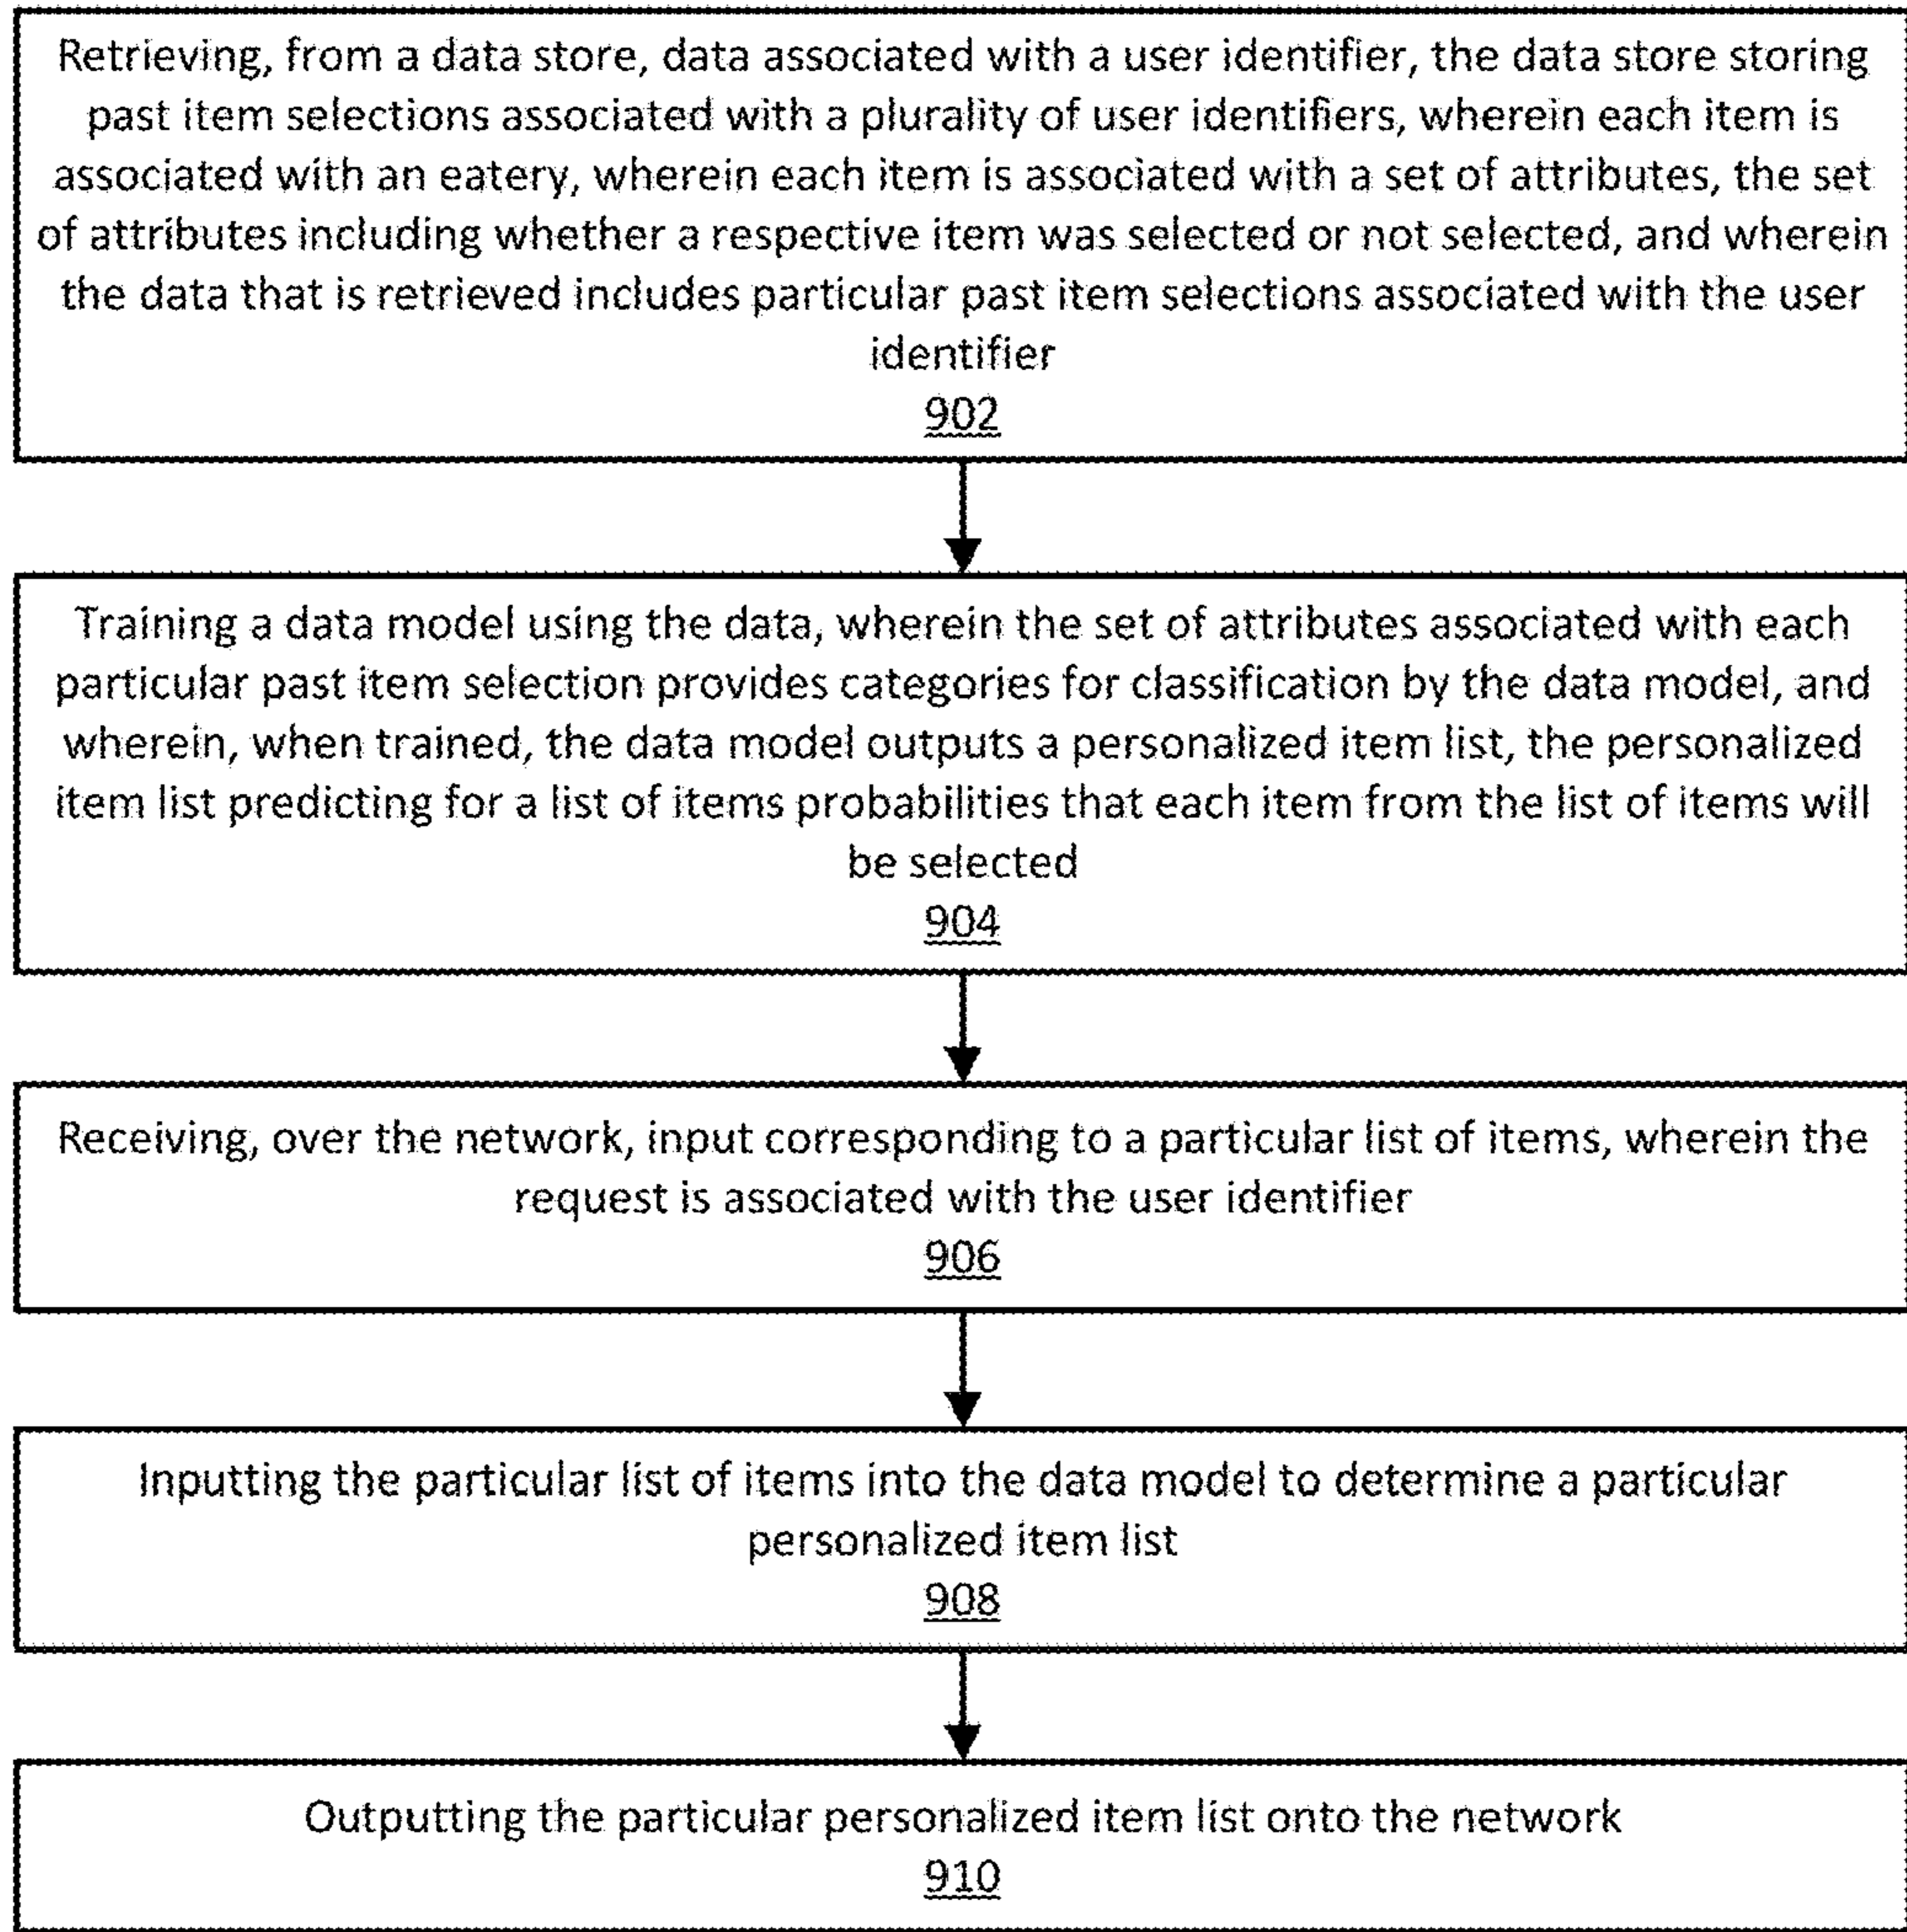 Retrieving, from a data store, data associated with a user identifier, the data store storing
past item selections associated with a plurality of user identifiers, wherein each item is
associated with an eatery, wherein each item is associated with a set of attributes, the set
of attributes including whether a respective item was selected or not selected, and wherein
the data that is retrieved includes particular past item selections associated with the user
identifier
902
Training a data model using the data, wherein the set of attributes associated with each
particular past item selection provides categories for classification by the data model, and
wherein, when trained, the data model outputs a personalized item list, the personalized
item list predicting for a list of items probabilities that each item from the list of items will
be selected
904
Receiving, over the network, input corresponding to a particular list of items, wherein the
request is associated with the user identifier
906
Inputting the particular list of items into the data model to determine a particular
personalized item list
908
Outputting the particular personalized item list onto the network
910